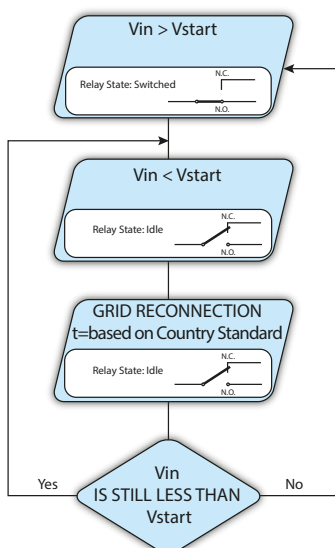 Vin > Vstart
N.C.
Relay State: Switched
N.O.
Vin < Vstart
N.C.
Relay State: Idle
N.O.
GRID RECONNECTION
t=based on Country Standard
N.C.
Relay State: Idle
N.O.
Yes
Vin
No
IS STILL LESS THAN
Vstart